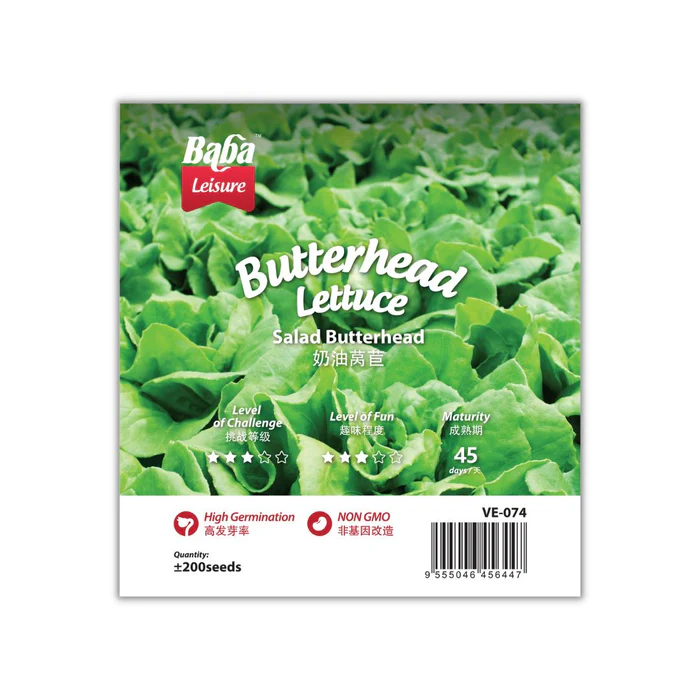 Baba™
Leisure
Butterhead
Lettuce
Salad Butterhead
奶油莴苣
Level
of Challenge
挑战等级
Level of Fun
趣味程度
Maturity
成熟期
45
days / 天
High Germination
高发芽率
NON GMO
非基因改造
VE-074
Quantity:
±200seeds
9 555046 456447